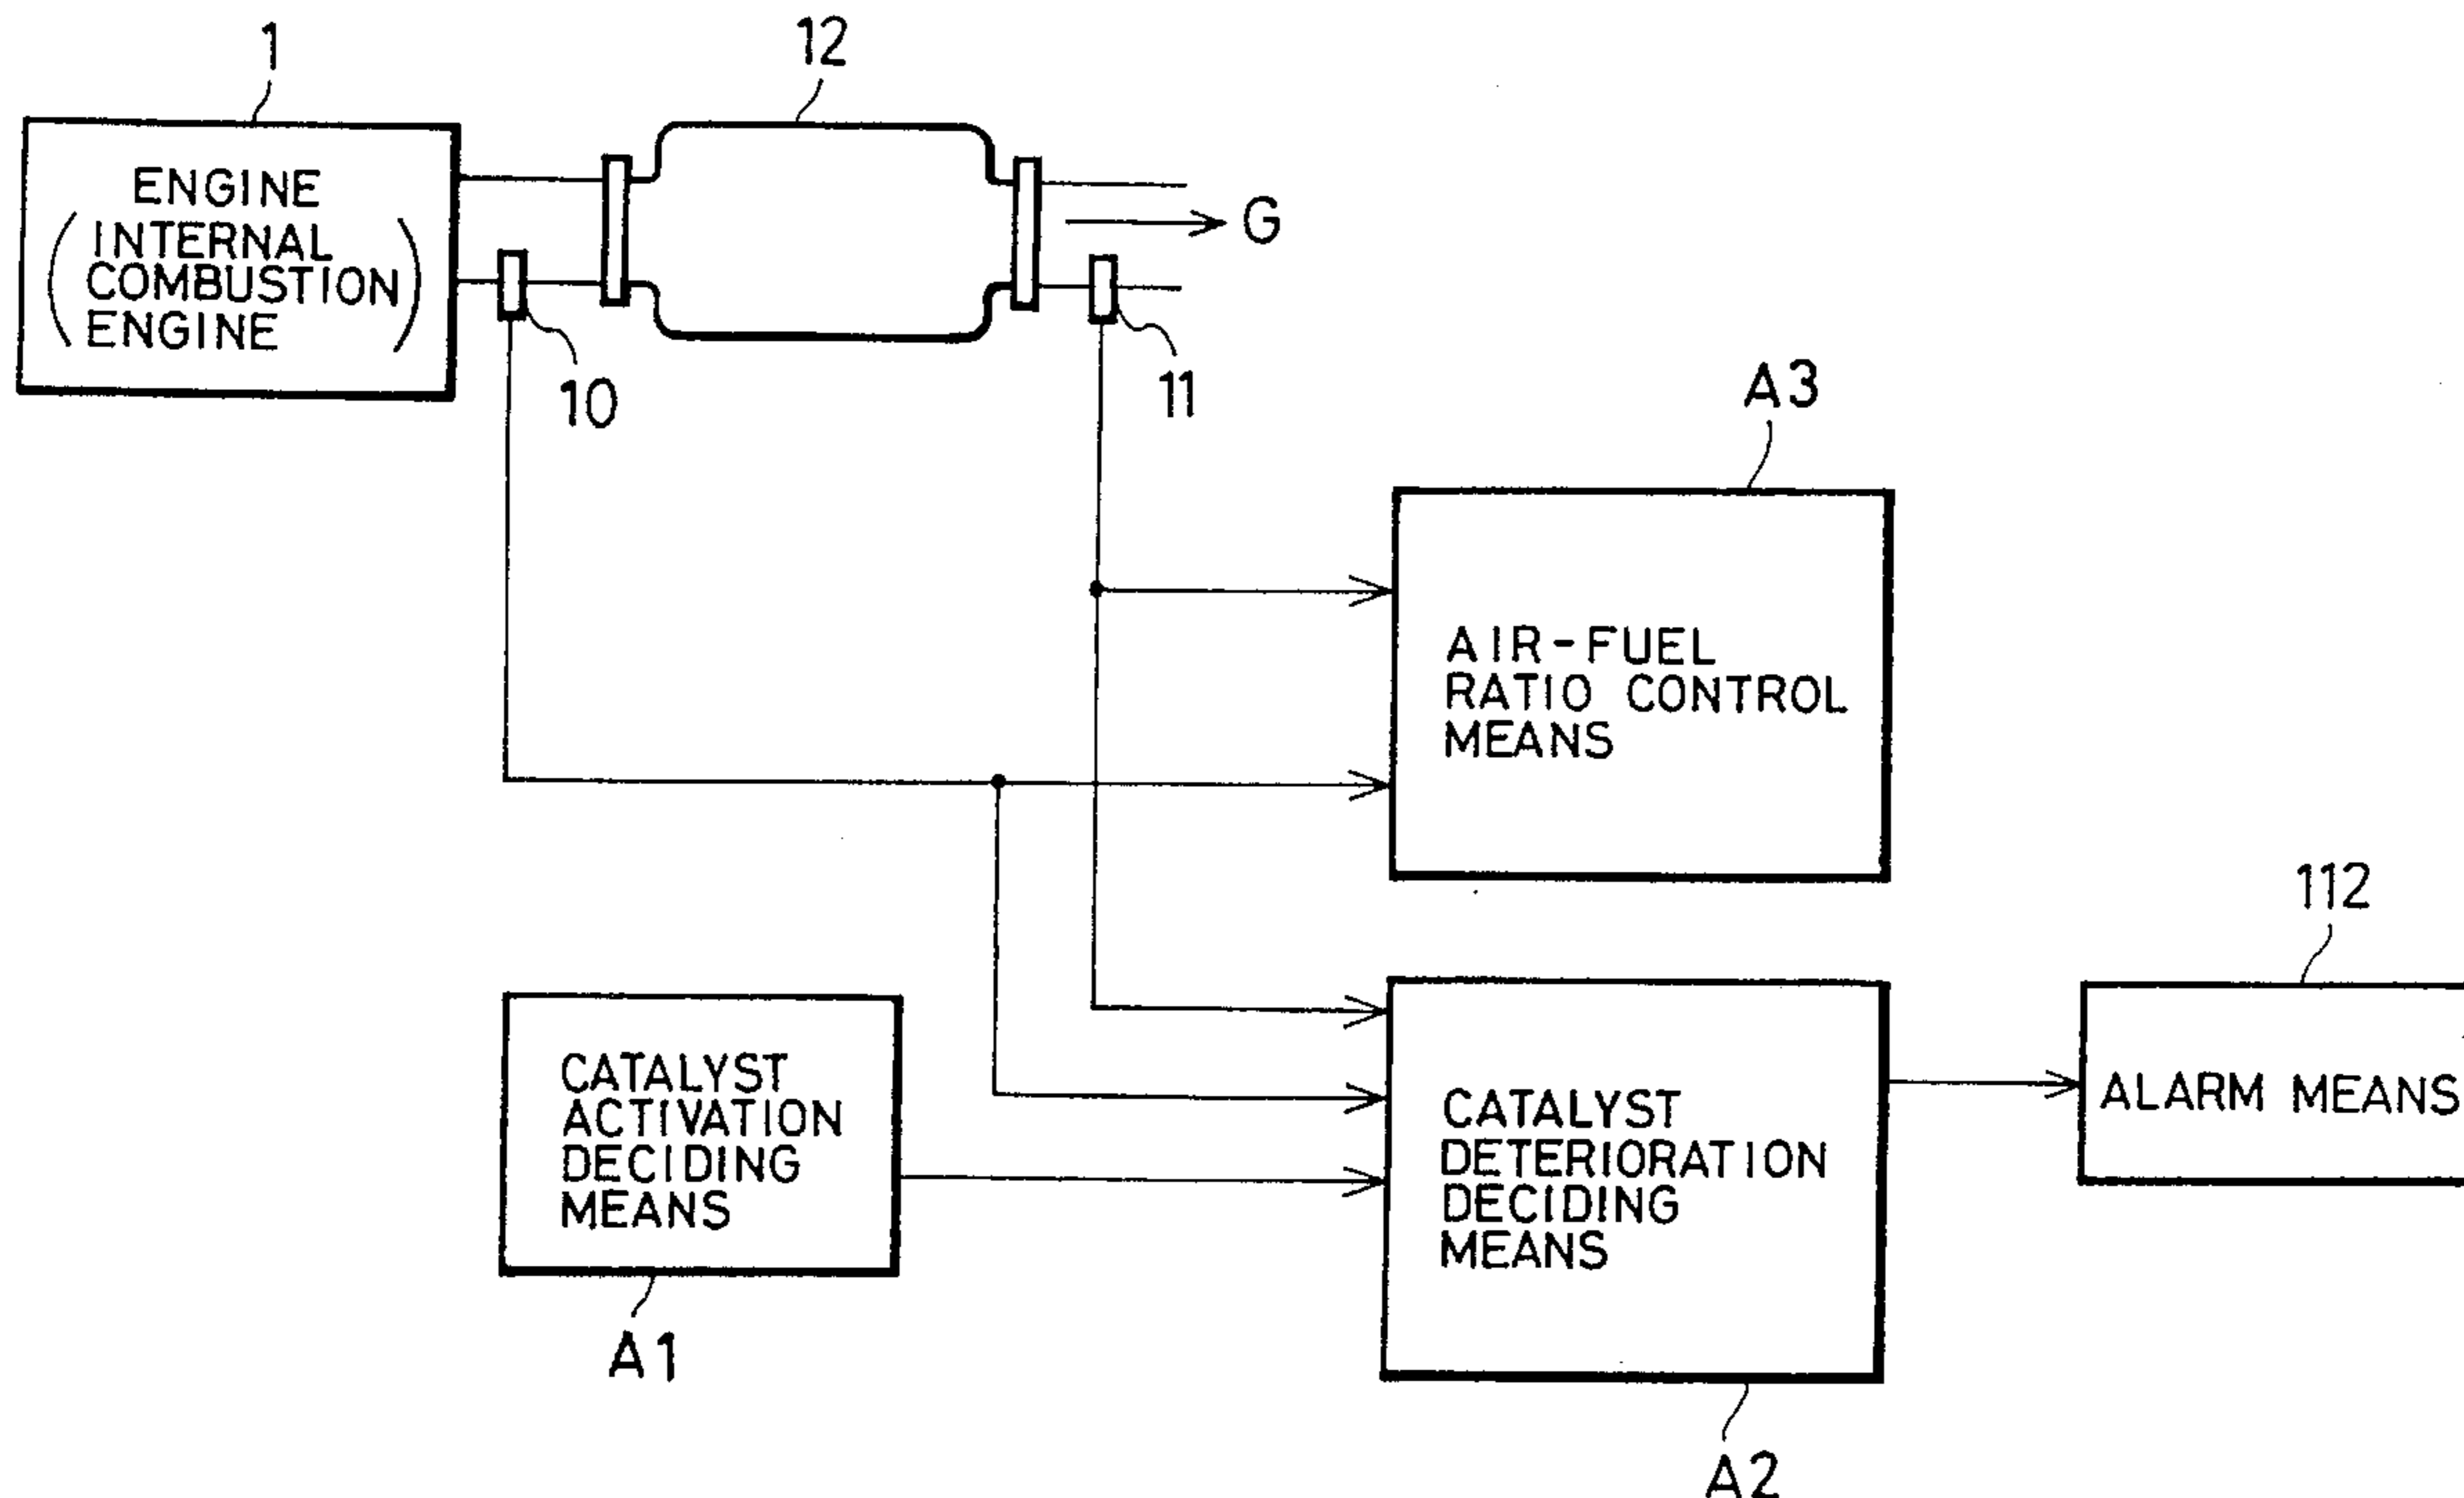 1
12
ENGINE
(INTERNAL
COMBUSTION
ENGINE)
G
10
11
A3
AIR-FUEL
RATIO CONTROL
MEANS
112
CATALYST
ACTIVATION
DECIDING
MEANS
CATALYST
DETERIORATION
DECIDING
MEANS
ALARM MEANS
A1
A2